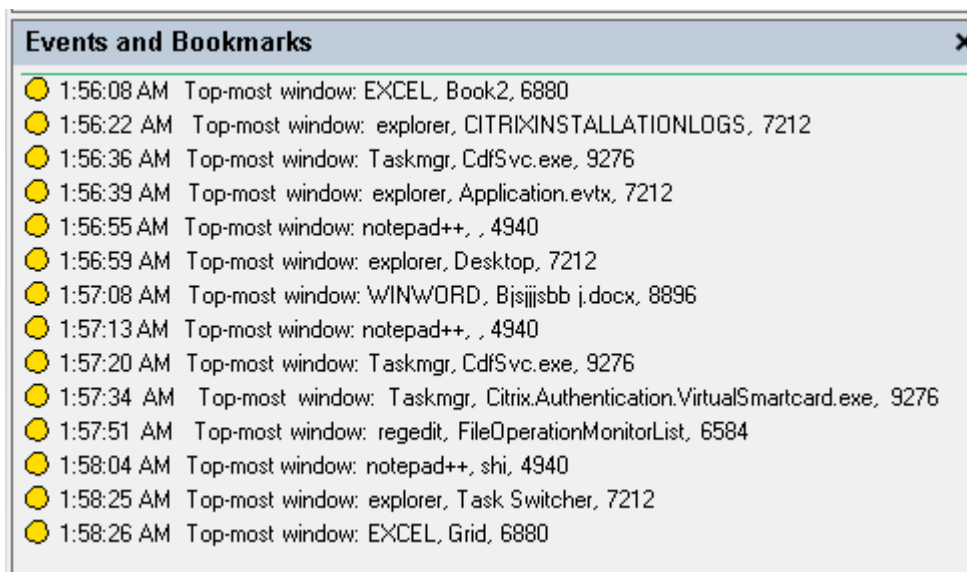 Events and Bookmarks
1:56:08 AM Top-most window: EXCEL, Book2, 6880
1:56:22 AM Top-most window: explorer, CITRIXINSTALLATIONLOGS, 7212
1:56:36 AM Top-most window: Taskmgr, CdfSvc.exe, 9276
1:56:39 AM Top-most window: explorer, Application.evtx, 7212
1:56:55 AM Top-most window: notepad++, , 4940
1:56:59 AM Top-most window: explorer, Desktop, 7212
1:57:08 AM Top-most window: WINWORD, Bjsjjjsbb j.docx, 8896
1:57:13 AM Top-most window: notepad++, , 4940
1:57:20 AM Top-most window: Taskmgr, CdfSvc.exe, 9276
1:57:34 AM Top-most window: Taskmgr, Citrix.Authentication.VirtualSmartcard.exe, 9276
1:57:51 AM Top-most window: regedit, FileOperationMonitorList, 6584
1:58:04 AM Top-most window: notepad++, shi, 4940
1:58:25 AM Top-most window: explorer, Task Switcher, 7212
1:58:26 AM Top-most window: EXCEL, Grid, 6880